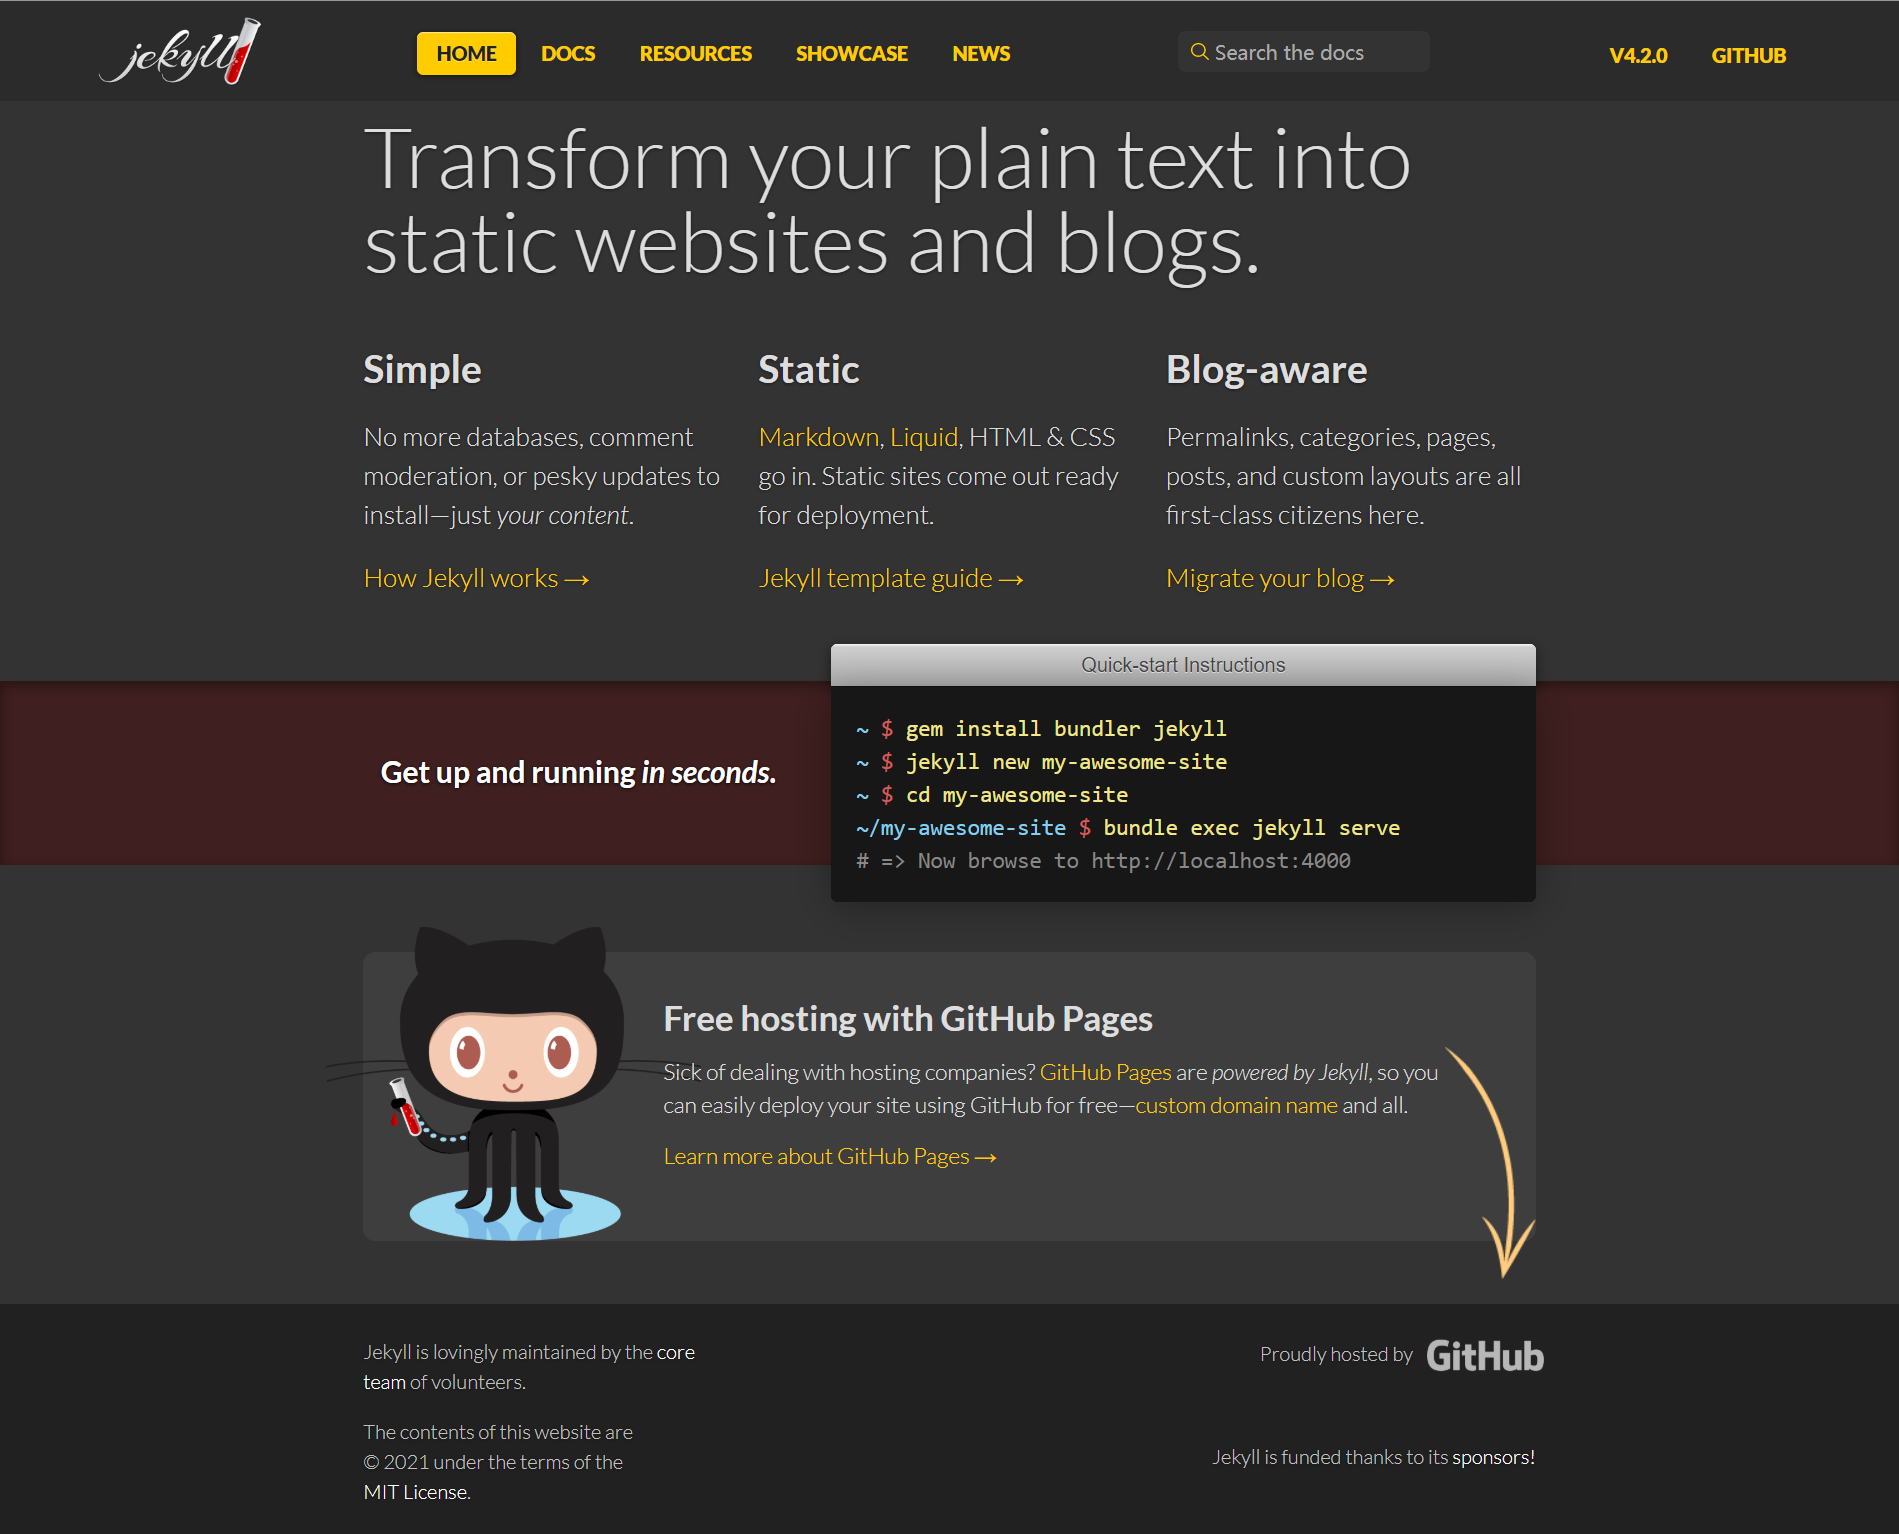 jekyll
HOME DOCS RESOURCES SHOWCASE NEWS Search the docs V4.2.0 GITHUB
Transform your plain text into
static websites and blogs.
Simple
No more databases, comment
moderation, or pesky updates to
install—just your content.
How Jekyll works →
Static
Markdown, Liquid, HTML & CSS
go in. Static sites come out ready
for deployment.
Jekyll template guide →
Blog-aware
Permalinks, categories, pages,
posts, and custom layouts are all
first-class citizens here.
Migrate your blog →
Get up and running in seconds.
Quick-start Instructions
~ $ gem install bundler jekyll
~ $ jekyll new my-awesome-site
~ $ cd my-awesome-site
~/my-awesome-site $ bundle exec jekyll serve
# => Now browse to http://localhost:4000
Free hosting with GitHub Pages
Sick of dealing with hosting companies? GitHub Pages are powered by Jekyll, so you
can easily deploy your site using GitHub for free—custom domain name and all.
Learn more about GitHub Pages →
Jekyll is lovingly maintained by the core
team of volunteers.
The contents of this website are
© 2021 under the terms of the
MIT License.
Proudly hosted by GitHub
Jekyll is funded thanks to its sponsors!